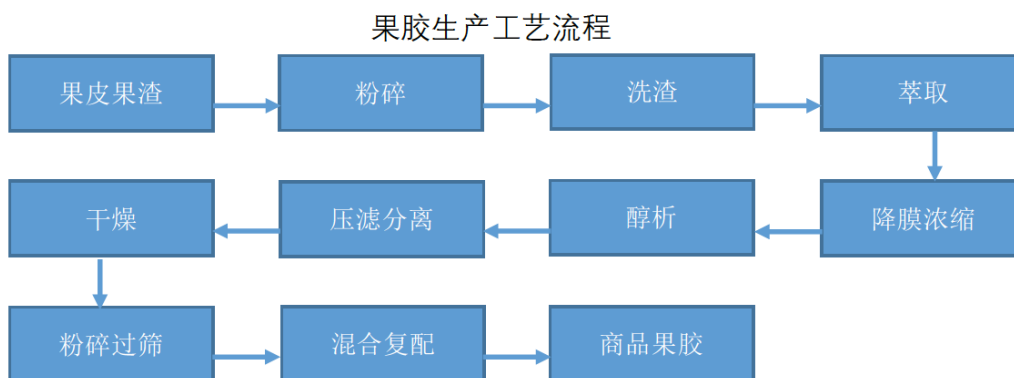 果胶生产工艺流程
果皮果渣
粉碎
洗渣
萃取
降膜浓缩
醇析
压滤分离
干燥
粉碎过筛
混合复配
商品果胶